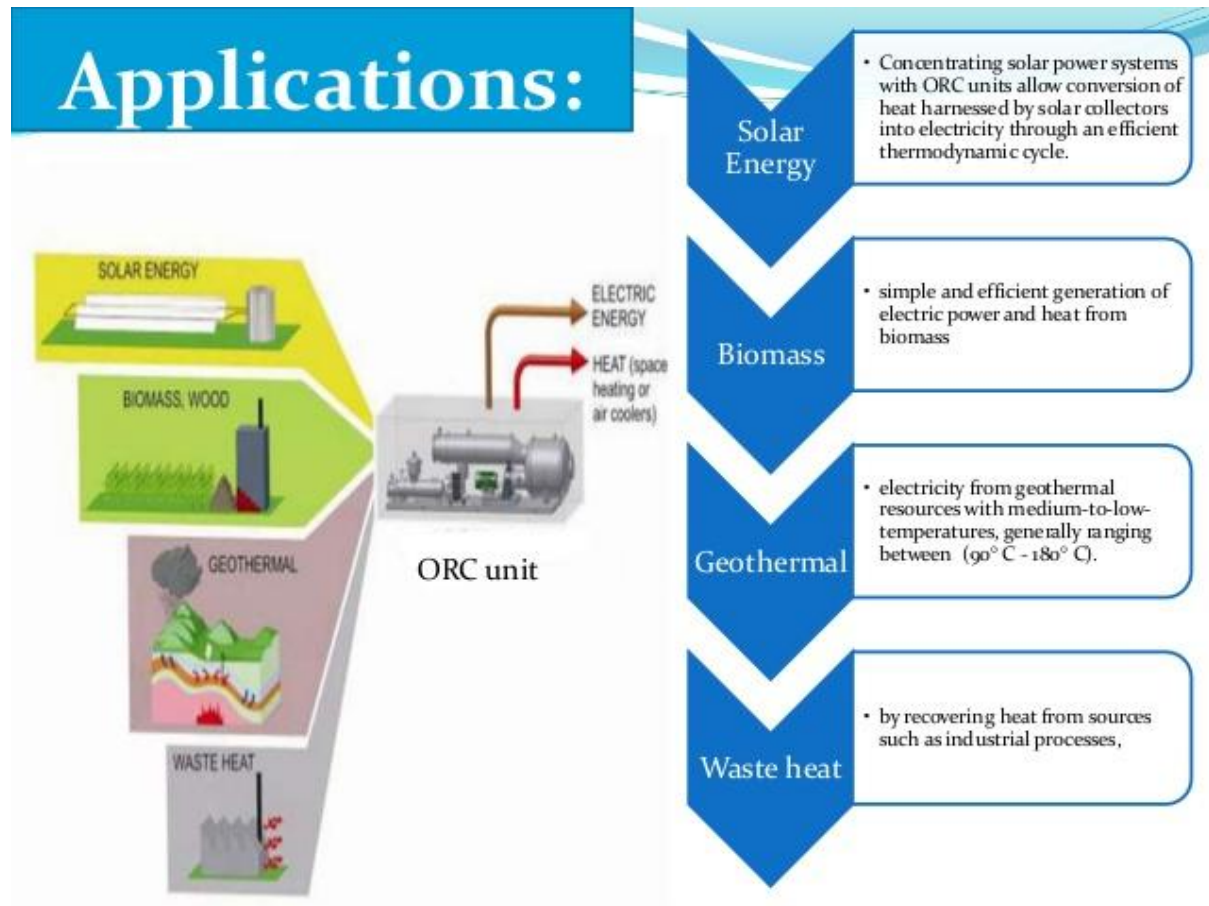 Applications:
SOLAR ENERGY
BIOMASS, WOOD
GEOTHERMAL
WASTE HEAT
ELECTRIC
ENERGY
HEAT (space
heating or
air coolers)
ORC unit
Solar
Energy
• Concentrating solar power systems
with ORC units allow conversion of
heat harnessed by solar collectors
into electricity through an efficient
thermodynamic cycle.
Biomass
• simple and efficient generation of
electric power and heat from
biomass
Geothermal
• electricity from geothermal
resources with medium-to-low-
temperatures, generally ranging
between (90° C - 180° C).
Waste heat
• by recovering heat from sources
such as industrial processes,